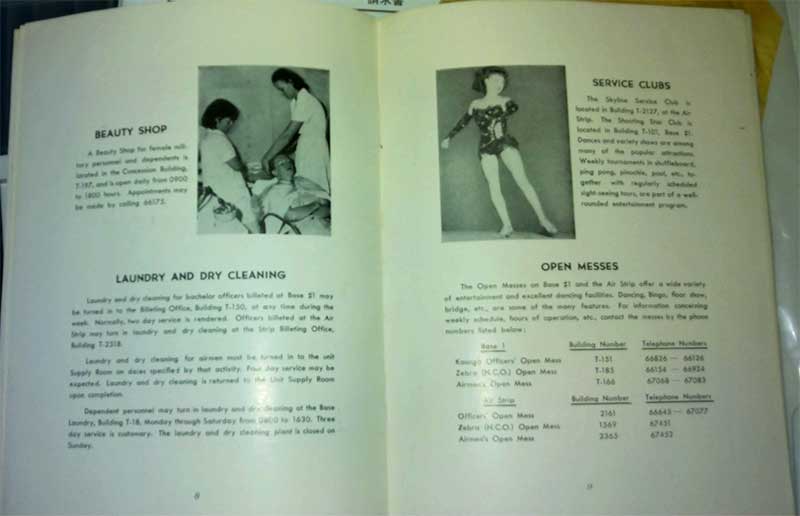 請求書
BEAUTY SHOP
A Beauty Shop for female mili-
tary personnel and dependents is
located in the Concession Building,
T-197, and is open daily from 0900
to 1800 hours. Appointments may
be made by calling 66175.
LAUNDRY AND DRY CLEANING
Laundry and dry cleaning for bachelor officers billeted at Base $1 may
be turned in to the Billeting Office, Building T-150, at any time during the
week. Normally, two day service is rendered. Officers billeted at the Air
Strip may turn in laundry and dry cleaning at the Strip Billeting Office,
Building T-2318.
Laundry and dry cleaning for airmen must be turned in to the unit
Supply Room on dates specified by that activity. Four day service may be
expected. Laundry and dry cleaning is returned to the Unit Supply Room
upon completion.
Dependent personnel may turn in laundry and dry cleaning at the Base
Laundry, Building T-18, Monday through Saturday from 0800 to 1630. Three
day service is customary. The laundry and dry cleaning plant is closed on
Sunday.
8
SERVICE CLUBS
The Skyline Service Club is
located in Building T-2127, at the Air
Strip. The Shooting Star Club is
located in Building T-101, Base $1.
Dances and variety shows are among
many of the popular attractions.
Weekly tournaments in shuffleboard,
ping pong, pinochle, pool, etc., to-
gether with regularly scheduled
sight-seeing tours, are part of a well-
rounded entertainment program.
OPEN MESSES
The Open Messes on Base $1 and the Air Strip offer a wide variety
of entertainment and excellent dancing facilities. Dancing, Bingo, floor show,
bridge, etc., are some of the many features. For information concerning
weekly schedule, hours of operation, etc., contact the messes by the phone
numbers listed below:
Base 1 Building Number Telephone Numbers
Officers' Open Mess T-151 66826 — 66126
Zebra (N.C.O.) Open Mess T-185 66154 — 66924
Airmen's Open Mess T-166 67068 — 67083
Air Strip Building Number Telephone Numbers
Officers' Open Mess 2161 66643 — 67077
Zebra (N.C.O.) Open Mess 1569 67451
Airmen's Open Mess 2365 67452
9